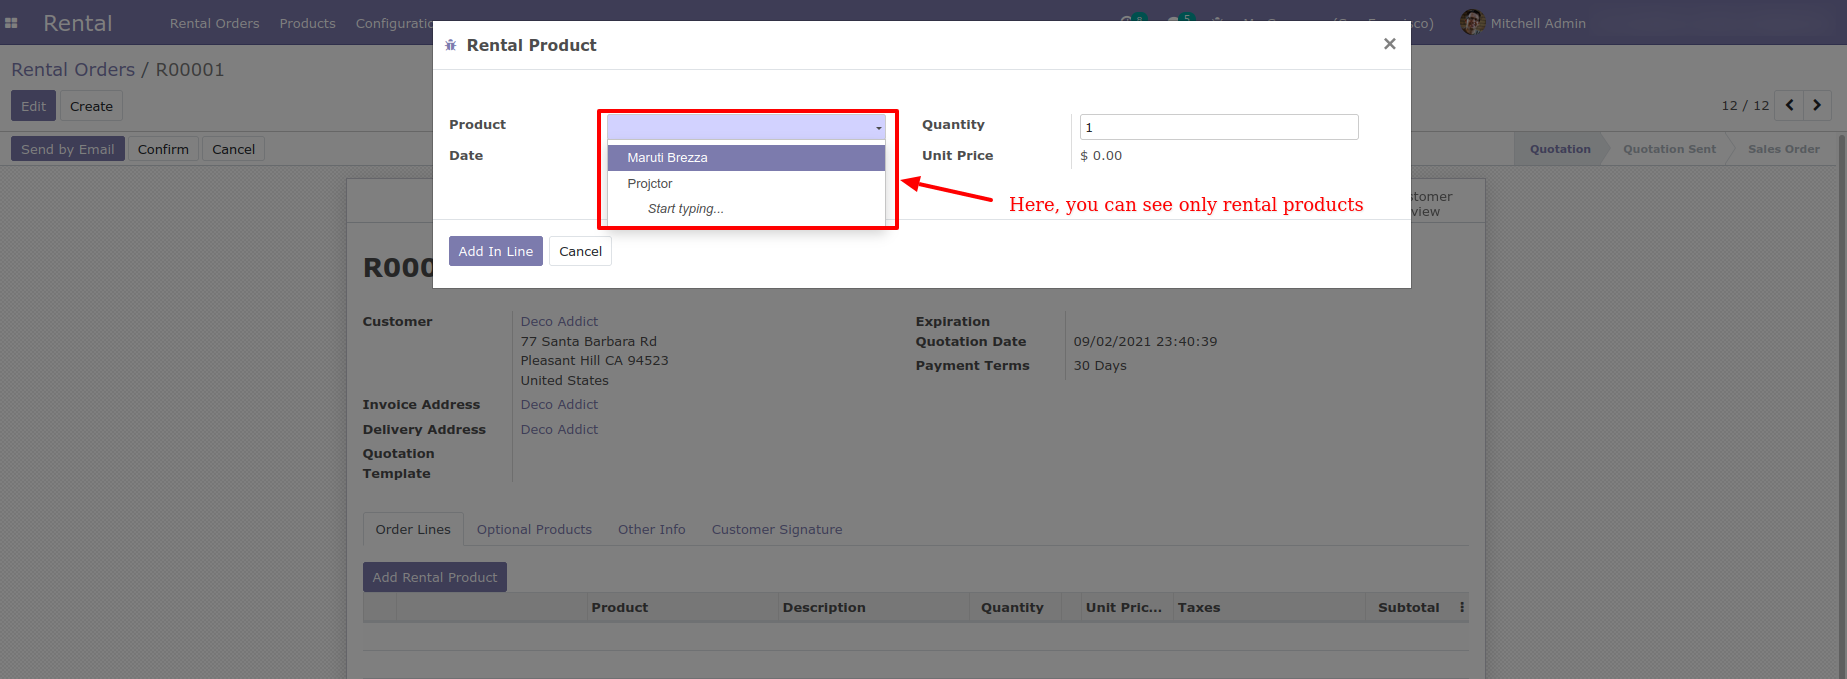 Rental Rental Orders Products Mitchell Admin
Rental Product ×
Rental Orders / R00001
Edit Create
12 / 12
Product
Quantity 1
Date
Unit Price $ 0.00
Maruti Brezza
Projctor
Start typing...
Here, you can see only rental products
Send by Email Confirm Cancel
Quotation Quotation Sent Sales Order
Add In Line Cancel
Customer Deco Addict
77 Santa Barbara Rd
Pleasant Hill CA 94523
United States
Expiration
Quotation Date 09/02/2021 23:40:39
Payment Terms 30 Days
Invoice Address Deco Addict
Delivery Address Deco Addict
Quotation
Template
Order Lines Optional Products Other Info Customer Signature
Add Rental Product
Product Description Quantity Unit Pric... Taxes Subtotal